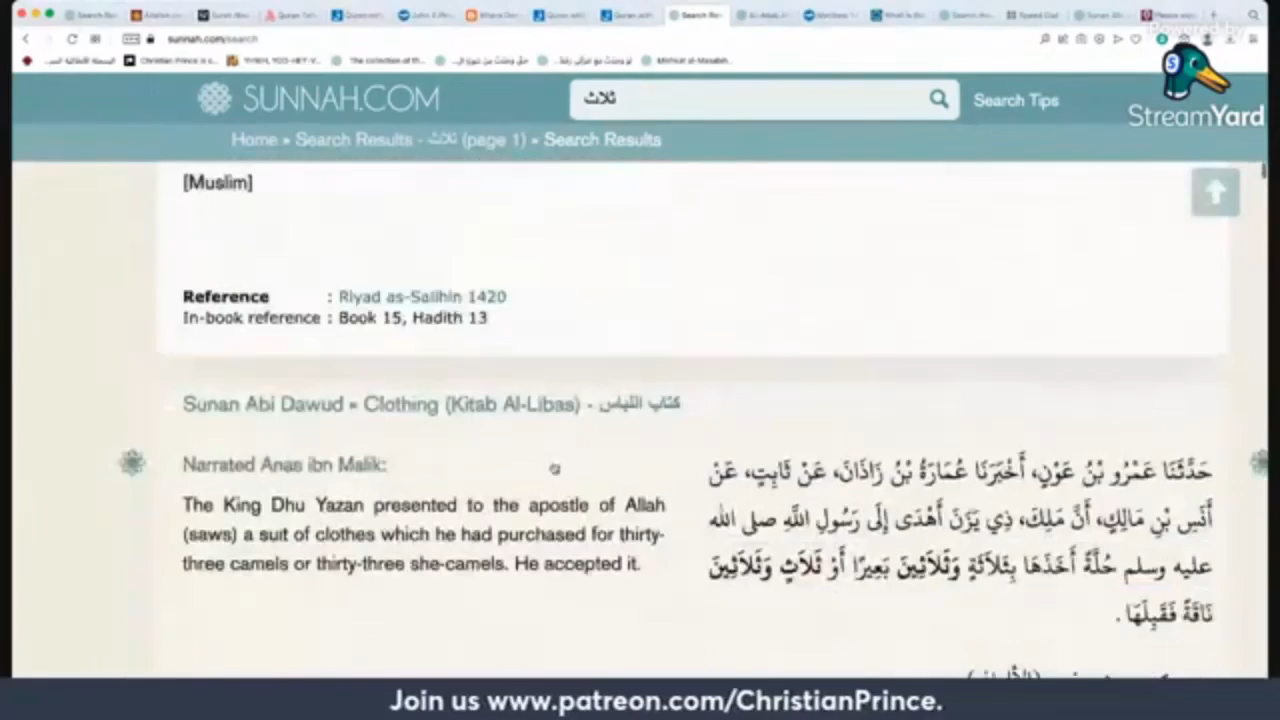 Powered by
StreamYard
sunnah.com/search
SUNNAH.COM
ثلاث
Search Tips
Home » Search Results - ثلاث (page 1) » Search Results
[Muslim]
Reference : Riyad as-Salihin 1420
In-book reference : Book 15, Hadith 13
Sunan Abi Dawud » Clothing (Kitab Al-Libas) - كتاب اللباس
Narrated Anas ibn Malik:
The King Dhu Yazan presented to the apostle of Allah
(saws) a suit of clothes which he had purchased for thirty-
three camels or thirty-three she-camels. He accepted it.
حَدَّثَنَا عَمْرُو بْنُ عَوْنٍ، أَخْبَرَنَا عُمَارَةُ بْنُ زَاذَانَ، عَنْ ثَابِتٍ، عَنْ
أَنَسِ بْنِ مَالِكٍ، أَنَّ مَلِكَ، ذِي يَزَنَ أَهْدَى إِلَى رَسُولِ اللَّهِ صلى الله
عليه وسلم حُلَّةً أَخَذَهَا بِثَلاَثَةٍ وَثَلاَثِينَ بَعِيرًا أَوْ ثَلاَثٍ وَثَلاَثِينَ
نَاقَةً فَقَبِلَهَا .
Join us www.patreon.com/ChristianPrince.